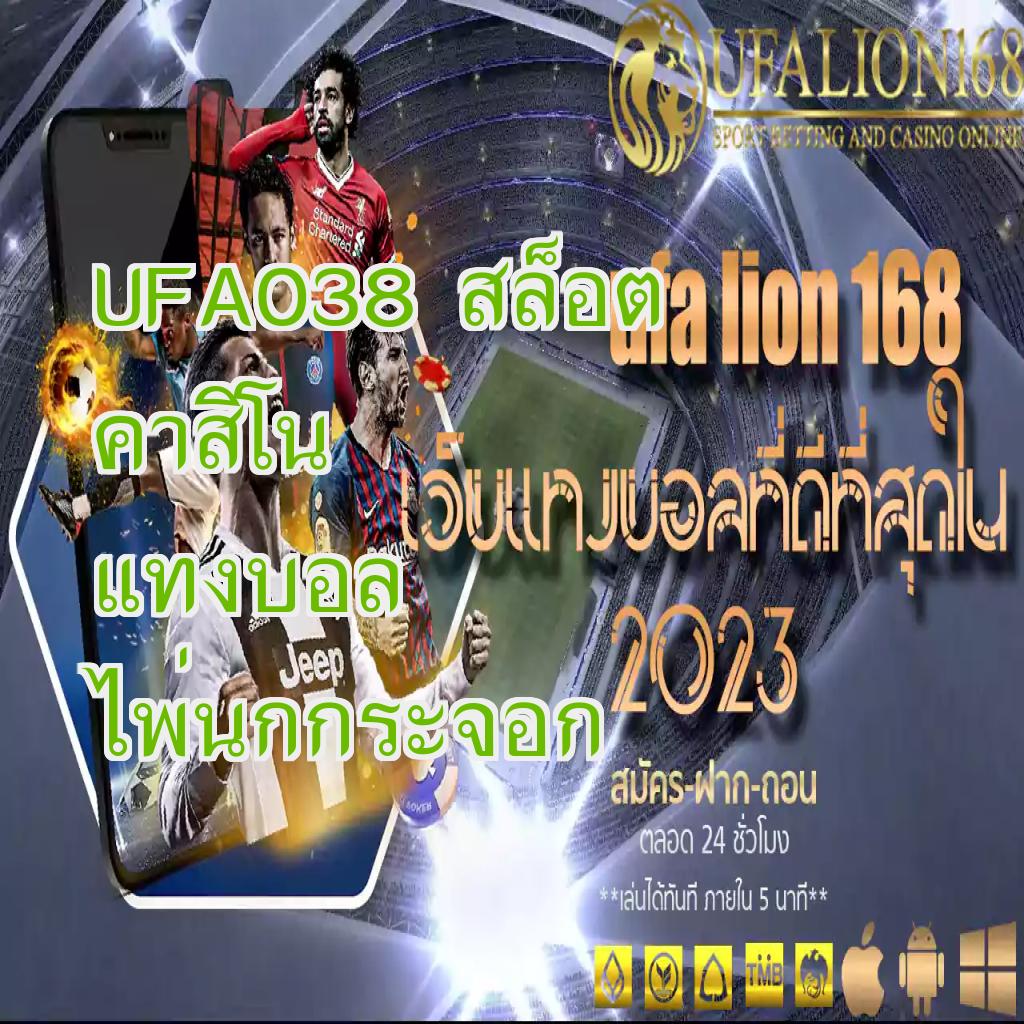 UFALION168
SPORT BETTING AND CASINO ONLINE
Standard
Chartered
UFA038 สล็อต
ufa lion 168
คาสิโน
เว็บแทงบอลที่ดีที่สุดใน
แทงบอล
2023
adidas
Jeep
ไพ่นกกระจอก
สมัคร-ฝาก-ถอน
ตลอด 24 ชั่วโมง
**เล่นได้ทันที ภายใน 5 นาที**
TMB